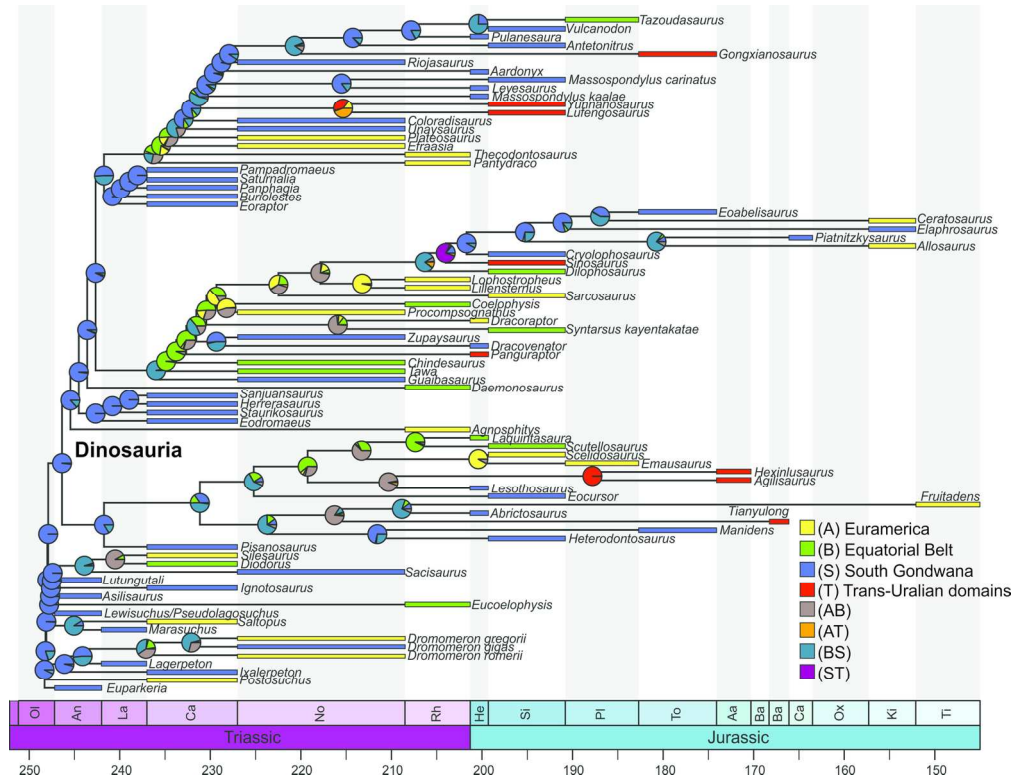 Tazoudasaurus
Vulcanodon
Pulanesaura
Antetonitrus
Gongxianosaurus
Riojasaurus
Aardonyx
Massospondylus carinatus
Leyesaurus
Massospondylus kaalae
Yunnanosaurus
Lufengosaurus
Coloradisaurus
Unaysaurus
Plateosaurus
Efraasia
Thecodontosaurus
Pantydraco
Pampadromaeus
Saturnalia
Panphagia
Buriolestes
Eoraptor
Eoabelisaurus
Ceratosaurus
Elaphrosaurus
Piatnitzkysaurus
Allosaurus
Cryolophosaurus
Sinosaurus
Dilophosaurus
Lophostropheus
Liliensternus
Sarcosaurus
Coelophysis
Procompsognathus
Dracoraptor
Syntarsus kayentakatae
Zupaysaurus
Dracovenator
Panguraptor
Chindesaurus
Tawa
Guaibasaurus
Daemonosaurus
Sanjuansaurus
Herrerasaurus
Staurikosaurus
Eodromaeus
Agnosphitys
Dinosauria
Laquintasaura
Scutellosaurus
Scelidosaurus
Emausaurus
Hexinlusaurus
Agilisaurus
Lesothosaurus
Eocursor
Fruitadens
Abrictosaurus
Tianyulong
Manidens
Heterodontosaurus
Pisanosaurus
Silesaurus
Diodorus
Sacisaurus
Lutungutali
Ignotosaurus
Asilisaurus
Eucoelophysis
Lewisuchus/Pseudolagosuchus
Saltopus
Marasuchus
Dromomeron gregorii
Dromomeron gigas
Dromomeron romerii
Lagerpeton
Ixalerpeton
Postosuchus
Euparkeria
(A) Euramerica
(B) Equatorial Belt
(S) South Gondwana
(T) Trans-Uralian domains
(AB)
(AT)
(BS)
(ST)
Ol An La Ca No Rh He Si Pl To Aa Ba Ba Ca Ox Ki Ti
Triassic Jurassic
250 240 230 220 210 200 190 180 170 160 150